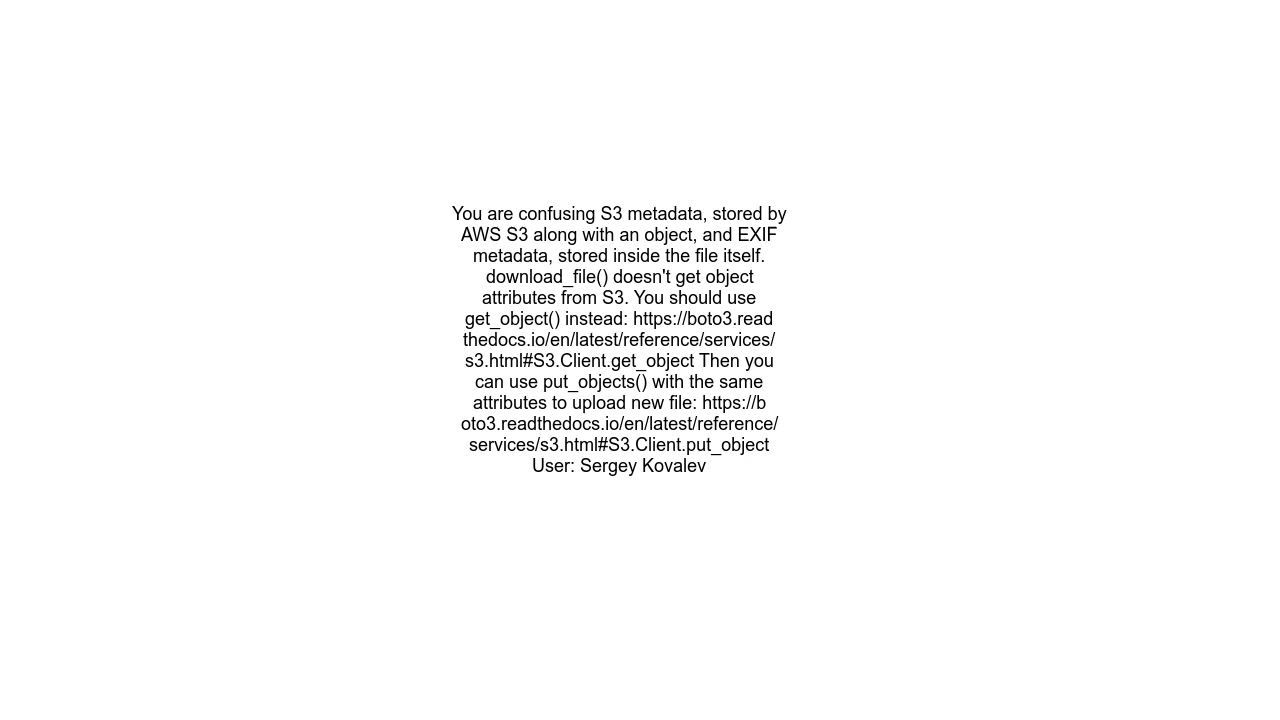 You are confusing S3 metadata, stored by
AWS S3 along with an object, and EXIF
metadata, stored inside the file itself.
download_file() doesn't get object
attributes from S3. You should use
get_object() instead: https://boto3.read
thedocs.io/en/latest/reference/services/
s3.html#S3.Client.get_object Then you
can use put_objects() with the same
attributes to upload new file: https://b
oto3.readthedocs.io/en/latest/reference/
services/s3.html#S3.Client.put_object
User: Sergey Kovalev